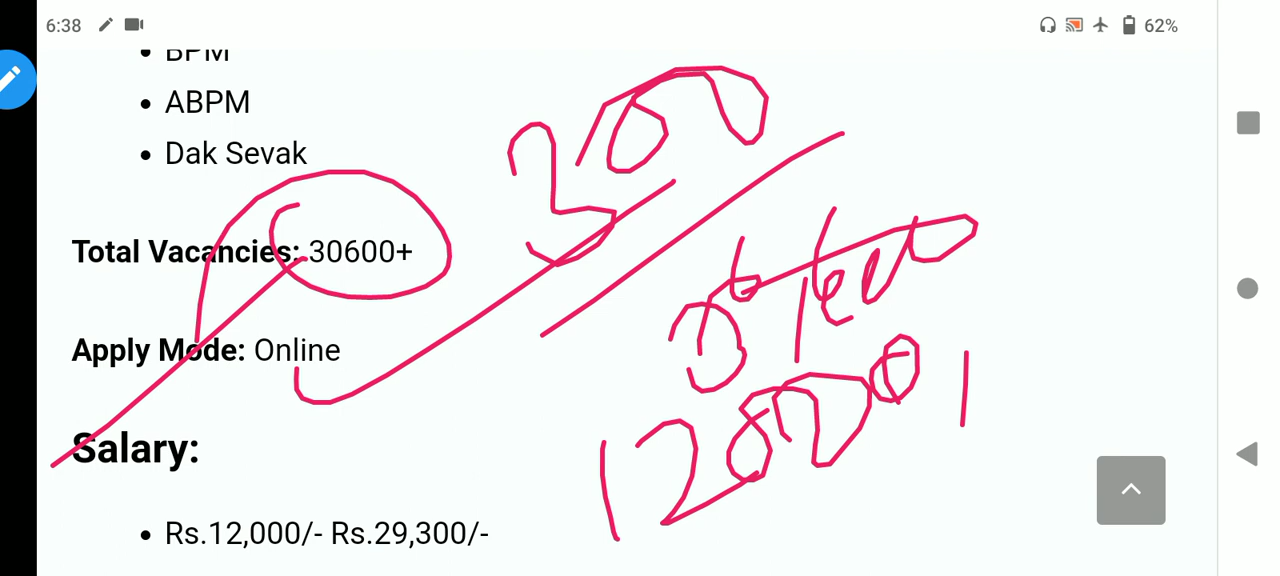 6:38 62%
BPM
ABPM
Dak Sevak
300
Total Vacancies: 30600+
Apply Mode: Online
Salary:
Rs.12,000/- Rs.29,300/-